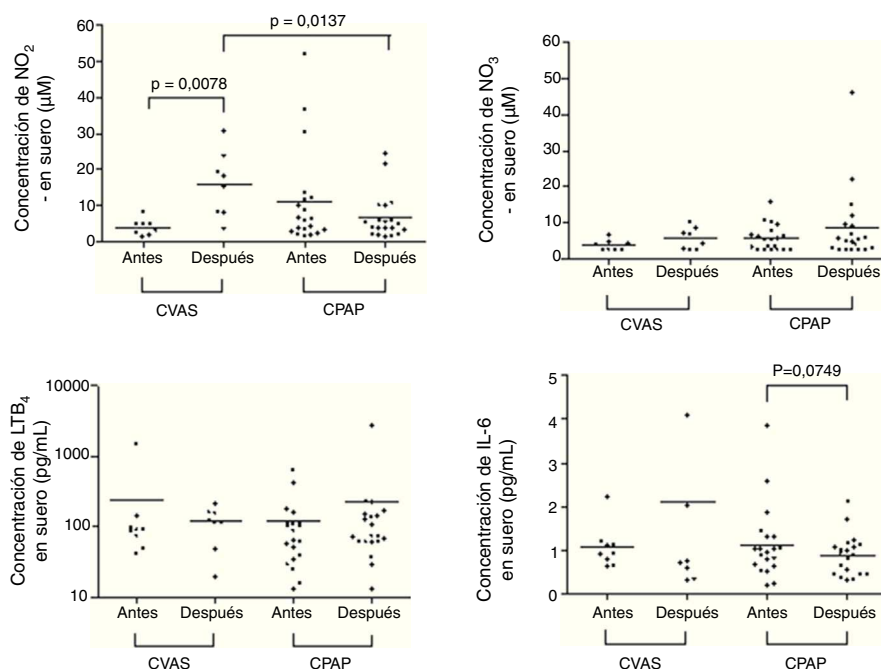 Concentración de NO2
- en suero (µM)
60
50
40
30
20
10
0
p = 0,0137
p = 0,0078
Antes
Después
Antes
Después
CVAS
CPAP
Concentración de NO3
- en suero (µM)
60
50
40
30
20
10
0
Antes
Después
Antes
Después
CVAS
CPAP
Concentración de LTB4
en suero (pg/mL)
10000
1000
100
10
Antes
Después
Antes
Después
CVAS
CPAP
Concentración de IL-6
en suero (pg/mL)
5
4
3
2
1
0
P=0,0749
Antes
Después
Antes
Después
CVAS
CPAP